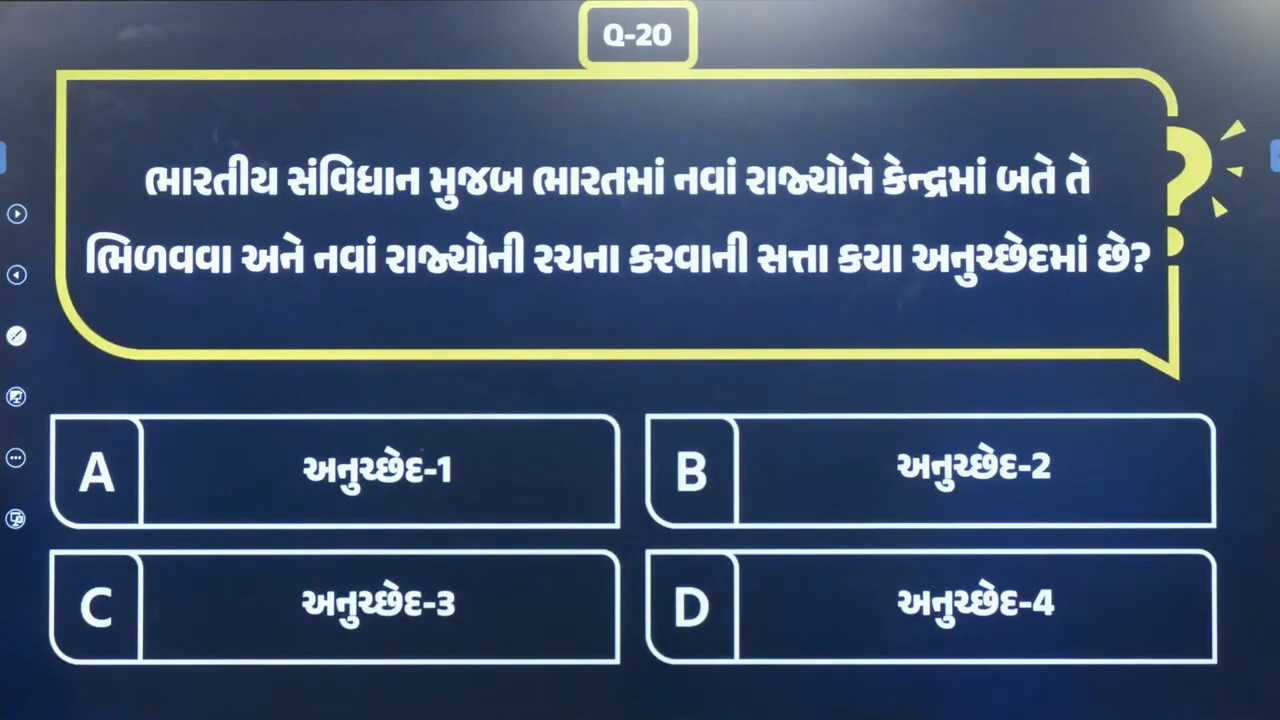 Q-20
ભારતીય સંવિધાન મુજબ ભારતમાં નવાં રાજ્યોને કેન્દ્રમાં બતે તે
ભિળવવા અને નવાં રાજ્યોની રચના કરવાની સત્તા કયા અનુચ્છેદમાં છે?
A અનુચ્છેદ-1
B અનુચ્છેદ-2
C અનુચ્છેદ-3
D અનુચ્છેદ-4